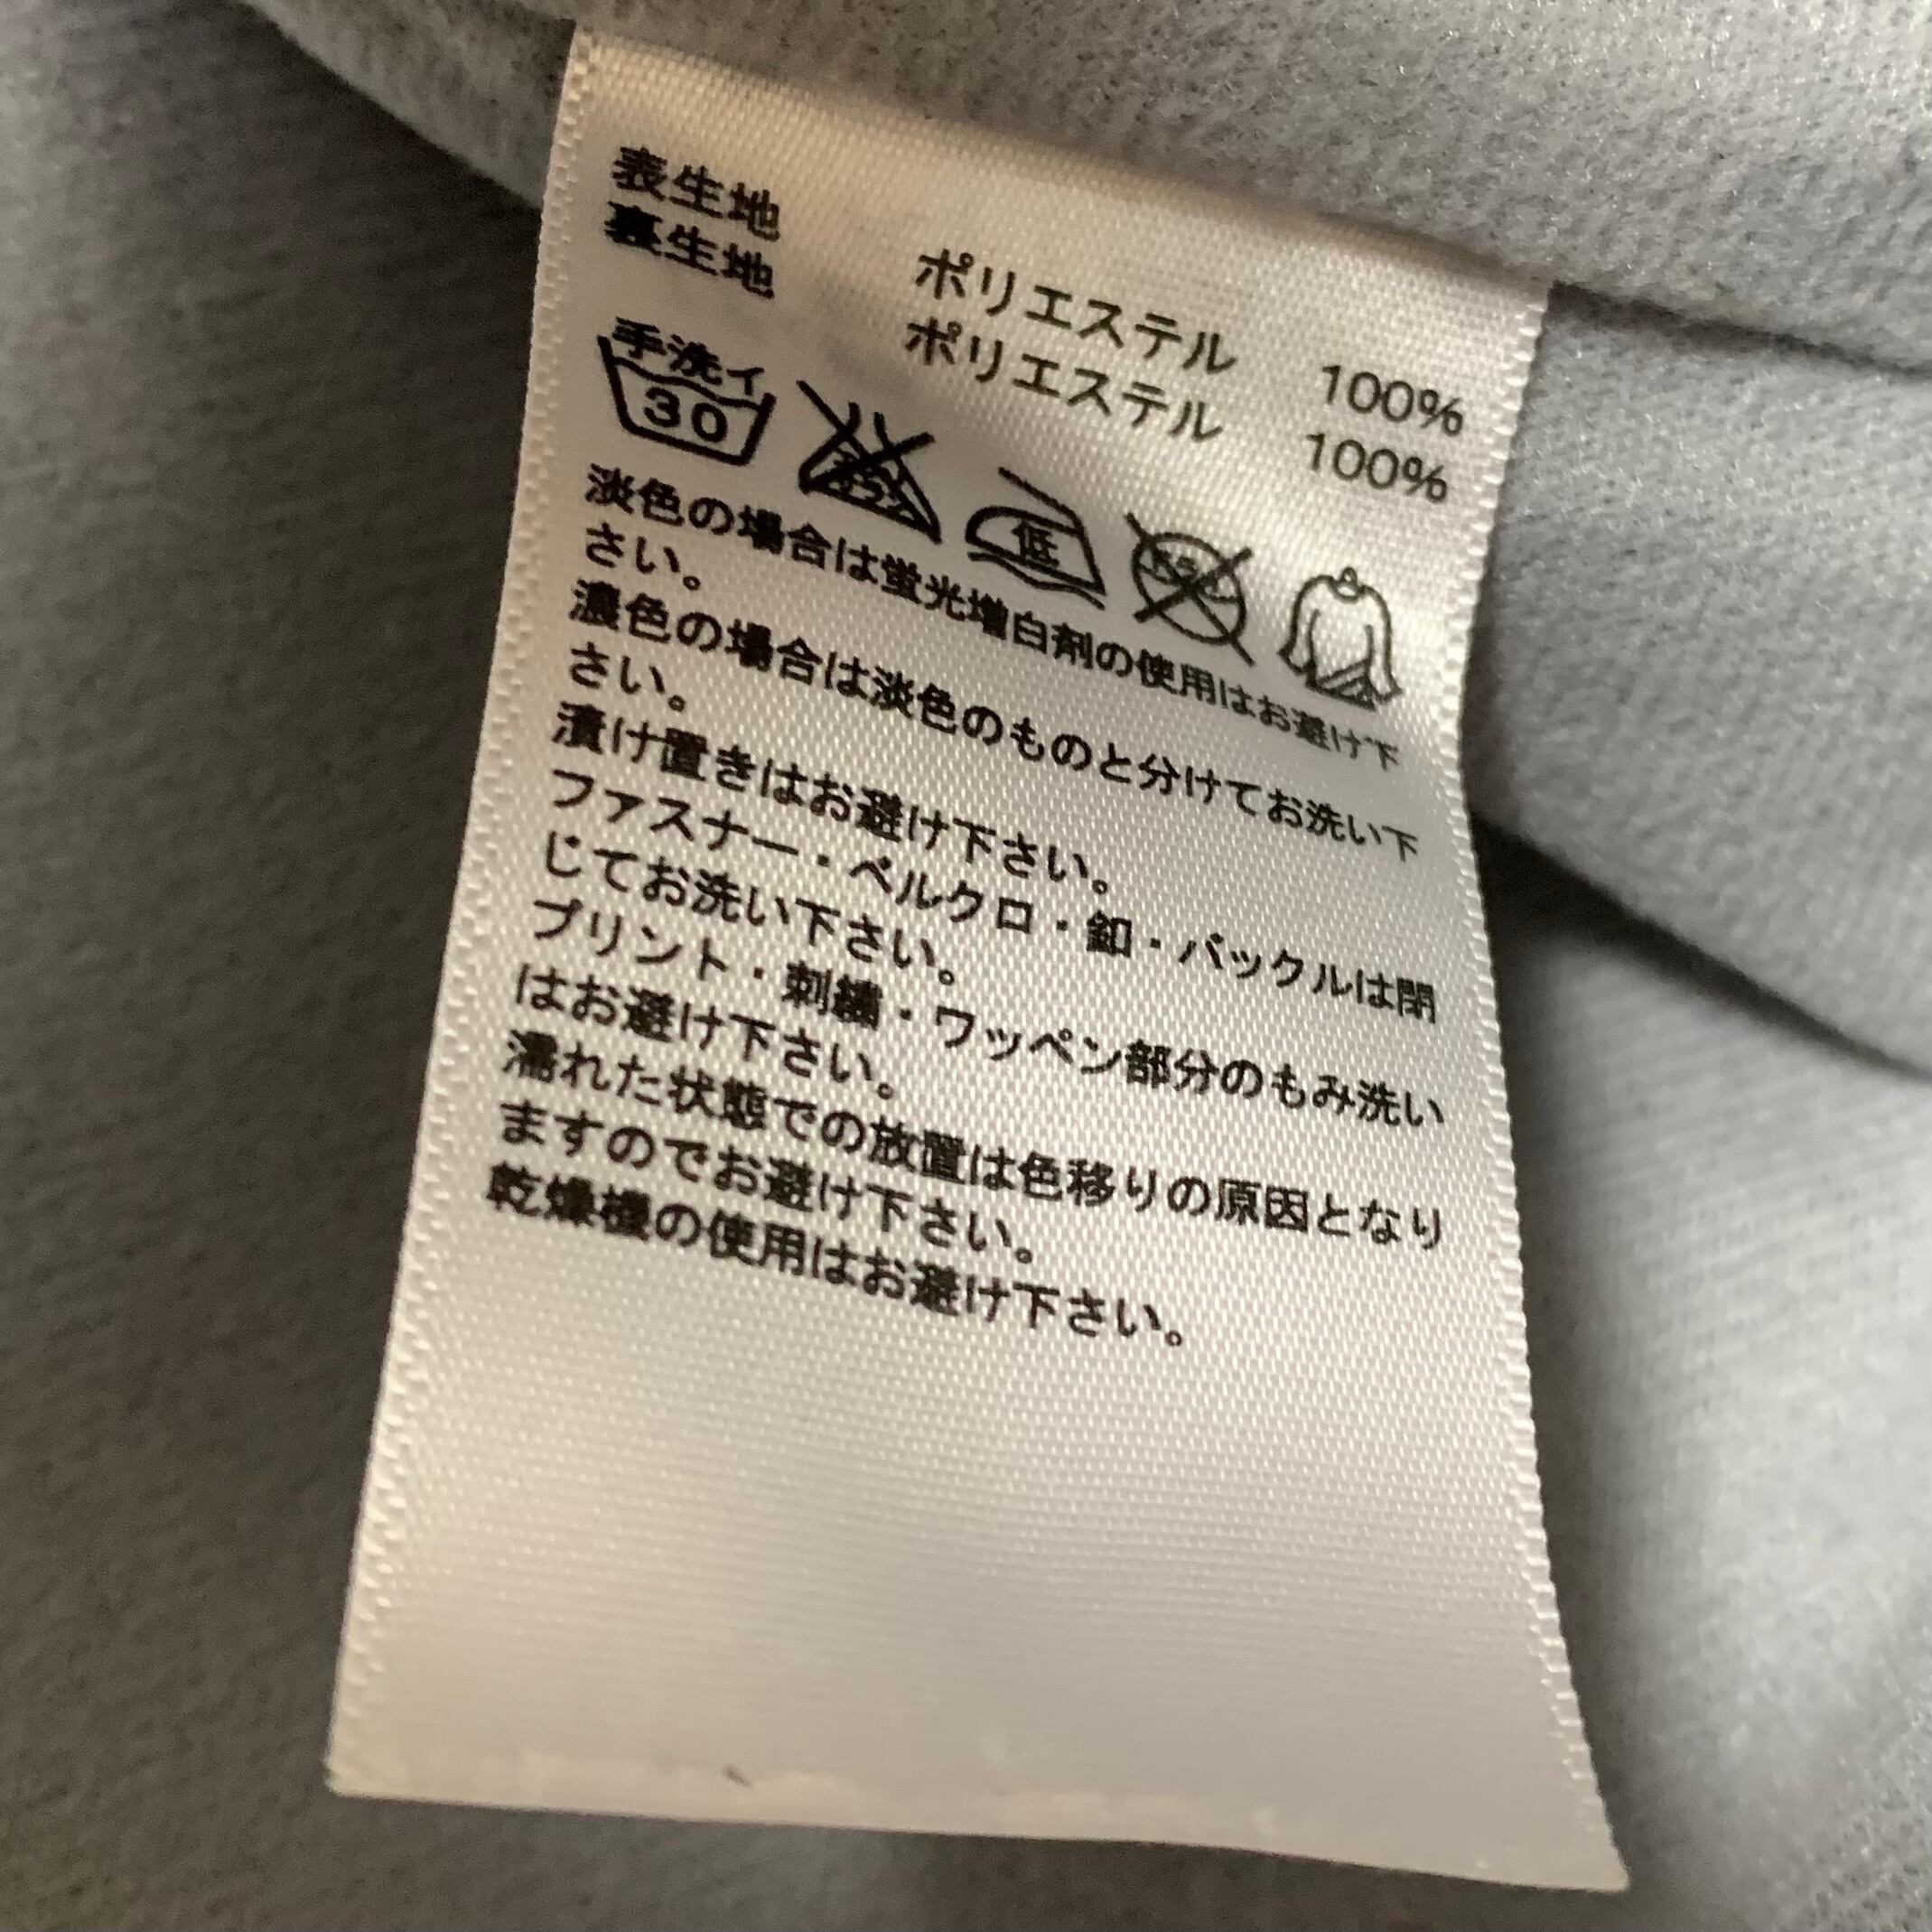 表生地 ポリエステル 100%
裏生地 ポリエステル 100%
手洗イ
30
低
淡色の場合は蛍光増白剤の使用はお避け下
さい。
濃色の場合は淡色のものと分けてお洗い下
さい。
漬け置きはお避け下さい。
ファスナー・ベルクロ・釦・バックルは閉
じてお洗い下さい。
プリント・刺繍・ワッペン部分のもみ洗い
はお避け下さい。
濡れた状態での放置は色移りの原因となり
ますのでお避け下さい。
乾燥機の使用はお避け下さい。